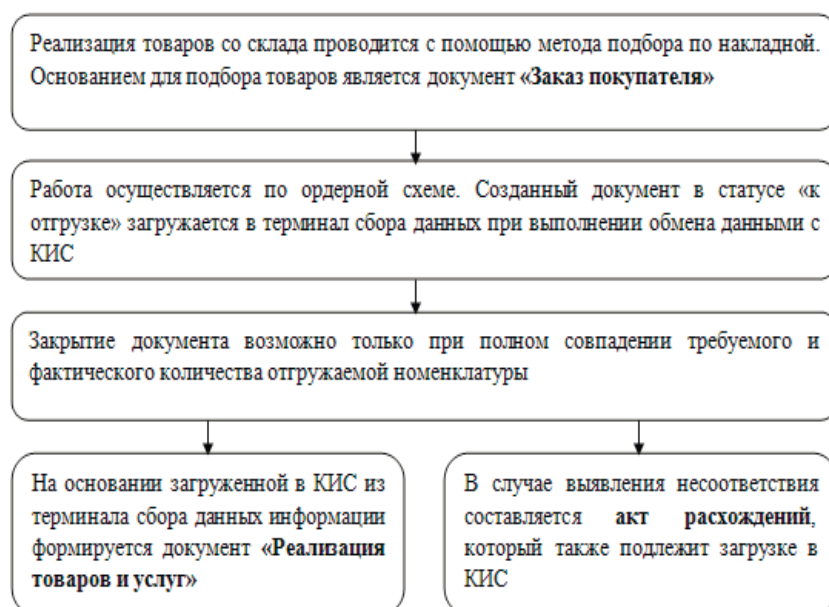 Реализация товаров со склада проводится с помощью метода подбора по накладной.
Основанием для подбора товаров является документ «Заказ покупателя»
Работа осуществляется по ордерной схеме. Созданный документ в статусе «к
отгрузке» загружается в терминал сбора данных при выполнении обмена данными с
КИС
Закрытие документа возможно только при полном совпадении требуемого и
фактического количества отгружаемой номенклатуры
На основании загруженной в КИС из
терминала сбора данных информации
формируется документ «Реализация
товаров и услуг»
В случае выявления несоответствия
составляется акт расхождений,
который также подлежит загрузке в
КИС